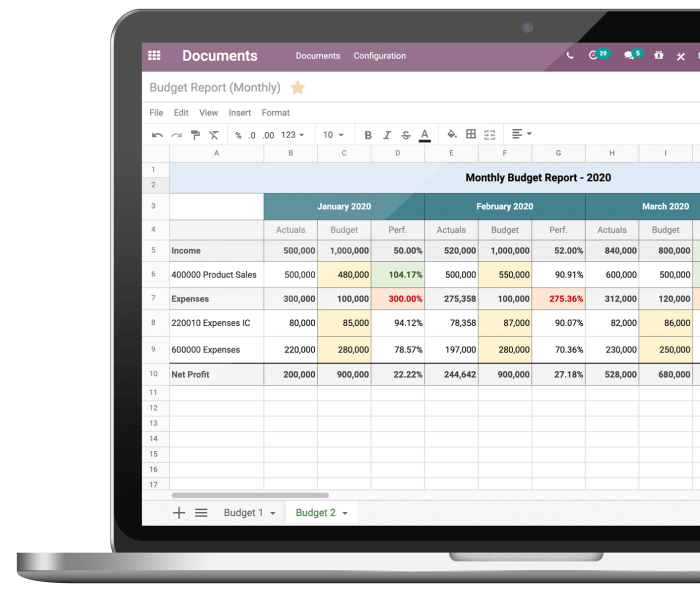 Documents Documents Configuration 29 5
Budget Report (Monthly)
File Edit View Insert Format
% .0 .00 123 10 B I S A
A B C D E F G H I
1
2 Monthly Budget Report - 2020
3 January 2020 February 2020 March 2020
4 Actuals Budget Perf. Actuals Budget Perf. Actuals Budget
5 Income 500,000 1,000,000 50.00% 520,000 1,000,000 52.00% 840,000 800,000
6 400000 Product Sales 500,000 480,000 104.17% 500,000 550,000 90.91% 600,000 500,000
7 Expenses 300,000 100,000 300.00% 275,358 100,000 275.36% 312,000 120,000
8 220010 Expenses IC 80,000 85,000 94.12% 78,358 87,000 90.07% 82,000 86,000
9 600000 Expenses 220,000 280,000 78.57% 197,000 280,000 70.36% 230,000 250,000
10 Net Profit 200,000 900,000 22.22% 244,642 900,000 27.18% 528,000 680,000
11
12
13
14
15
16
17
Budget 1 Budget 2